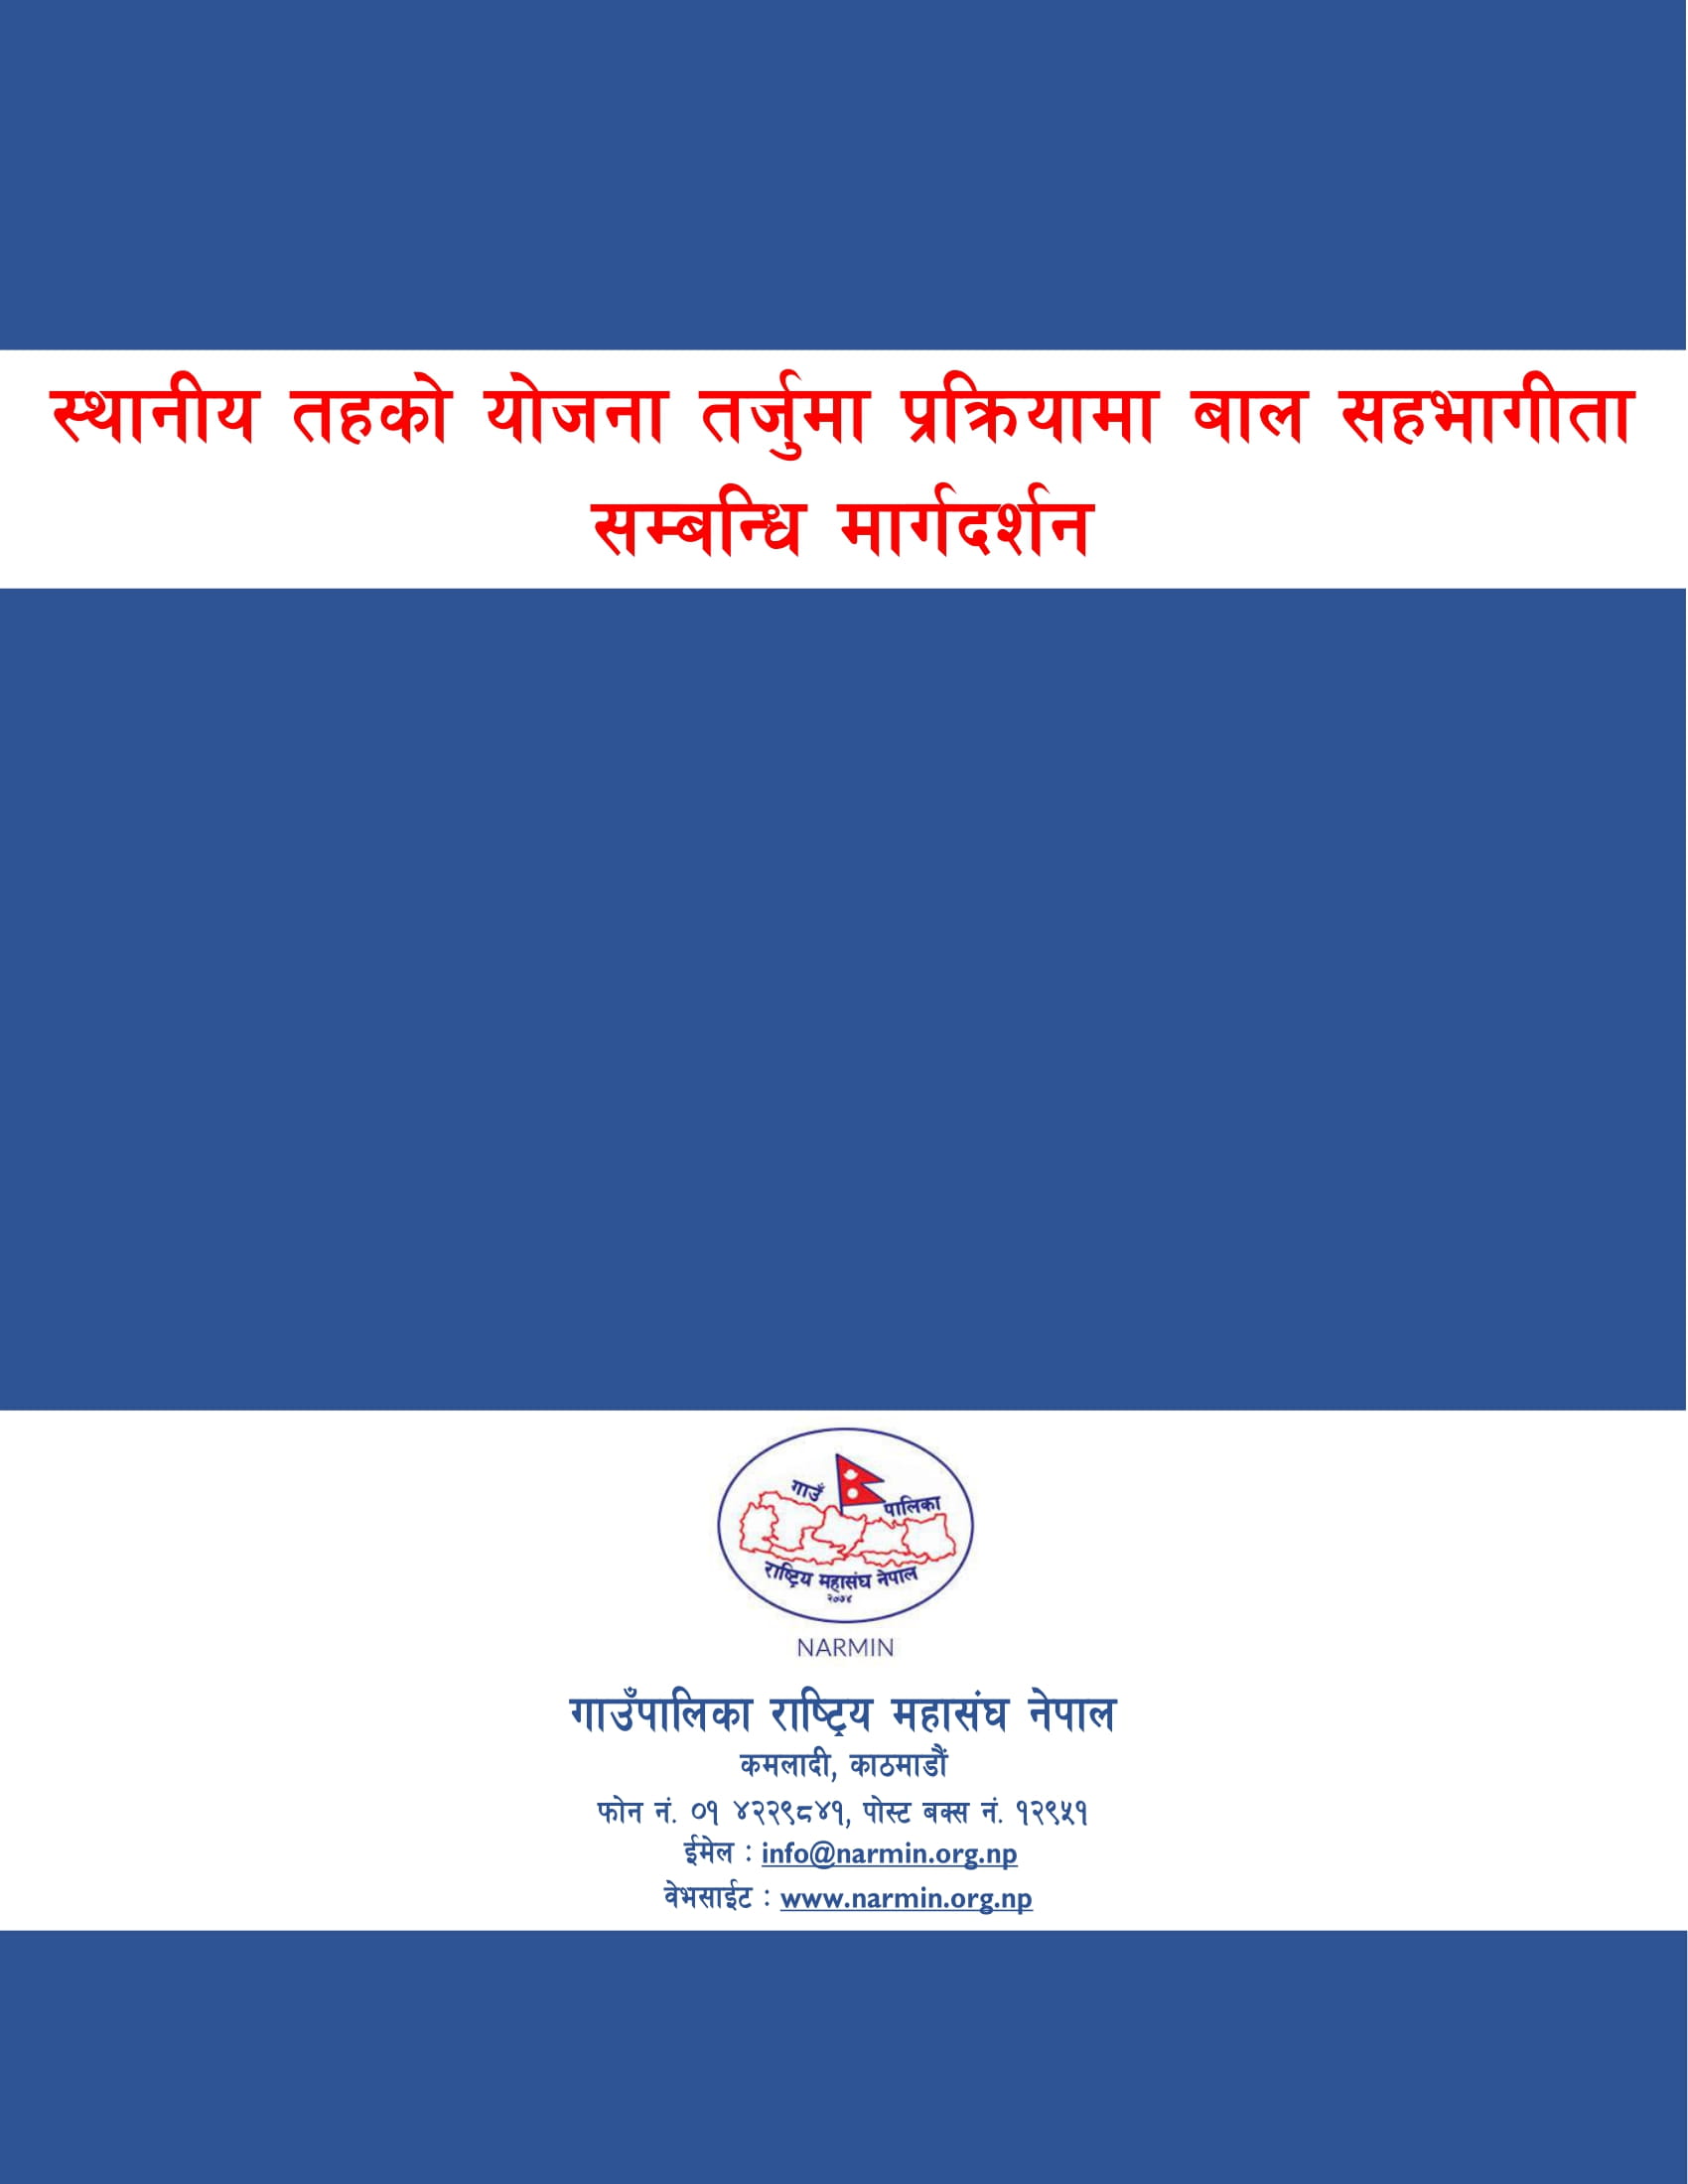 स्थानीय तहको योजना तर्जुमा प्रक्रियामा बाल सहभागीता
सम्बन्धि मार्गदर्शन
गाउँ
पालिका
राष्ट्रिय महासंघ नेपाल
२०७४
NARMIN
गाउँपालिका राष्ट्रिय महासंघ नेपाल
कमलादी, काठमाडौं
फोन नं. ०१ ४२२९८४१, पोस्ट बक्स नं. १२९५१
ईमेल : info@narmin.org.np
वेभसाईट : www.narmin.org.np